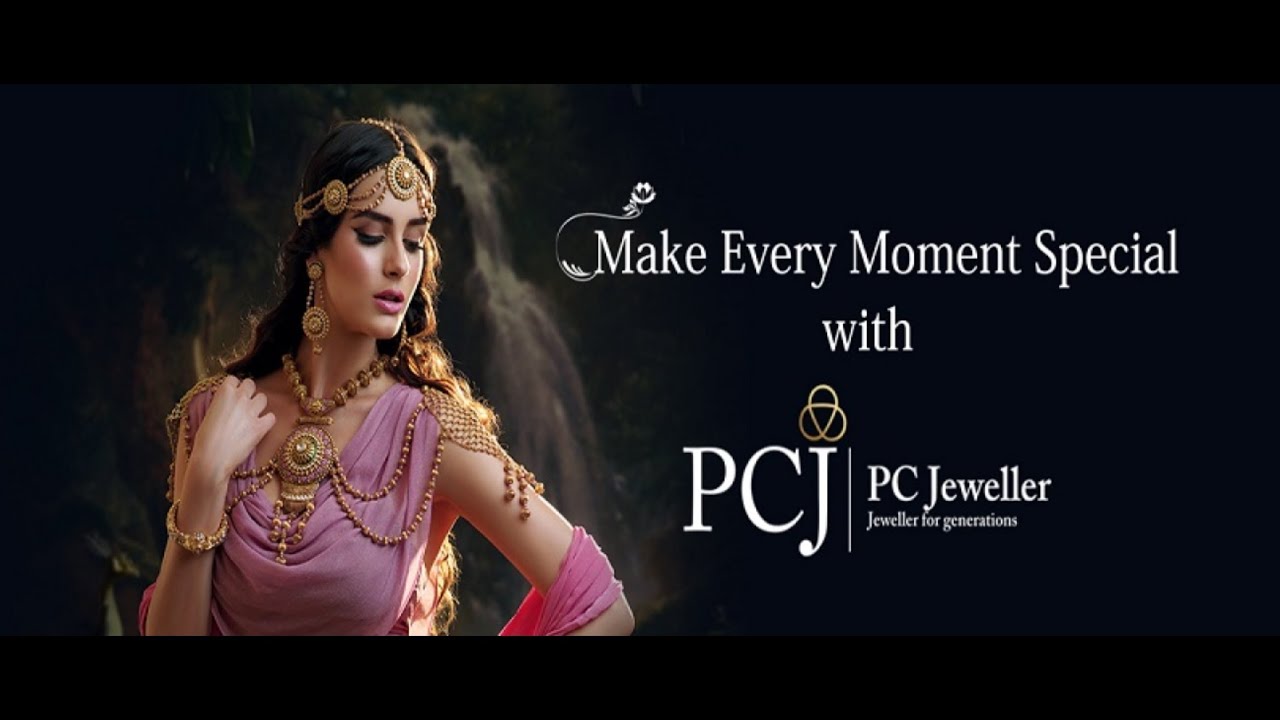 Make Every Moment Special
with
PCJ
PC Jeweller
Jeweller for generations